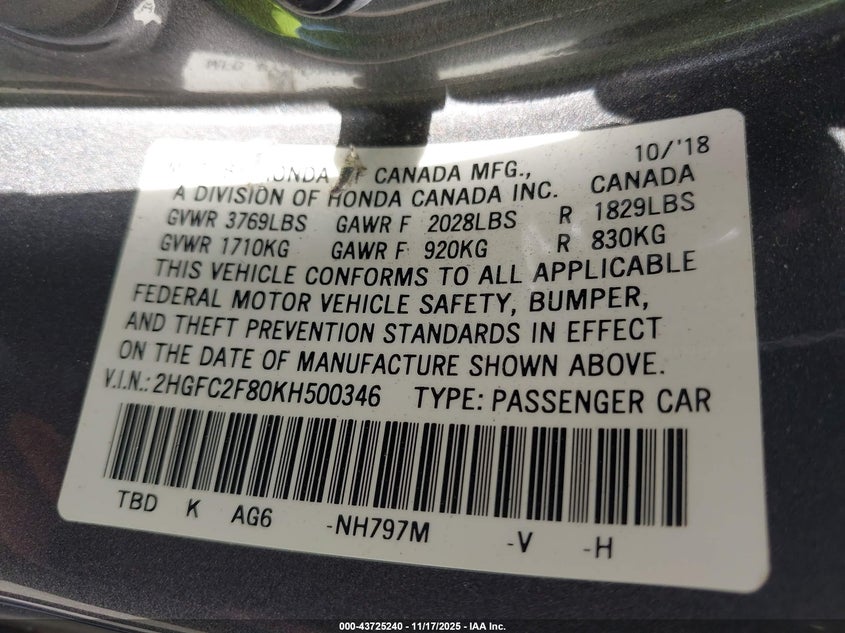 HONDA OF CANADA MFG., 10/'18
A DIVISION OF HONDA CANADA INC. CANADA
GVWR 3769LBS GAWR F 2028LBS R 1829LBS
GVWR 1710KG GAWR F 920KG R 830KG
THIS VEHICLE CONFORMS TO ALL APPLICABLE
FEDERAL MOTOR VEHICLE SAFETY, BUMPER,
AND THEFT PREVENTION STANDARDS IN EFFECT
ON THE DATE OF MANUFACTURE SHOWN ABOVE.
V.I.N.: 2HGFC2F80KH500346 TYPE: PASSENGER CAR
TBD K AG6 -NH797M -V -H
000-43725240 - 11/17/2025 - IAA Inc.